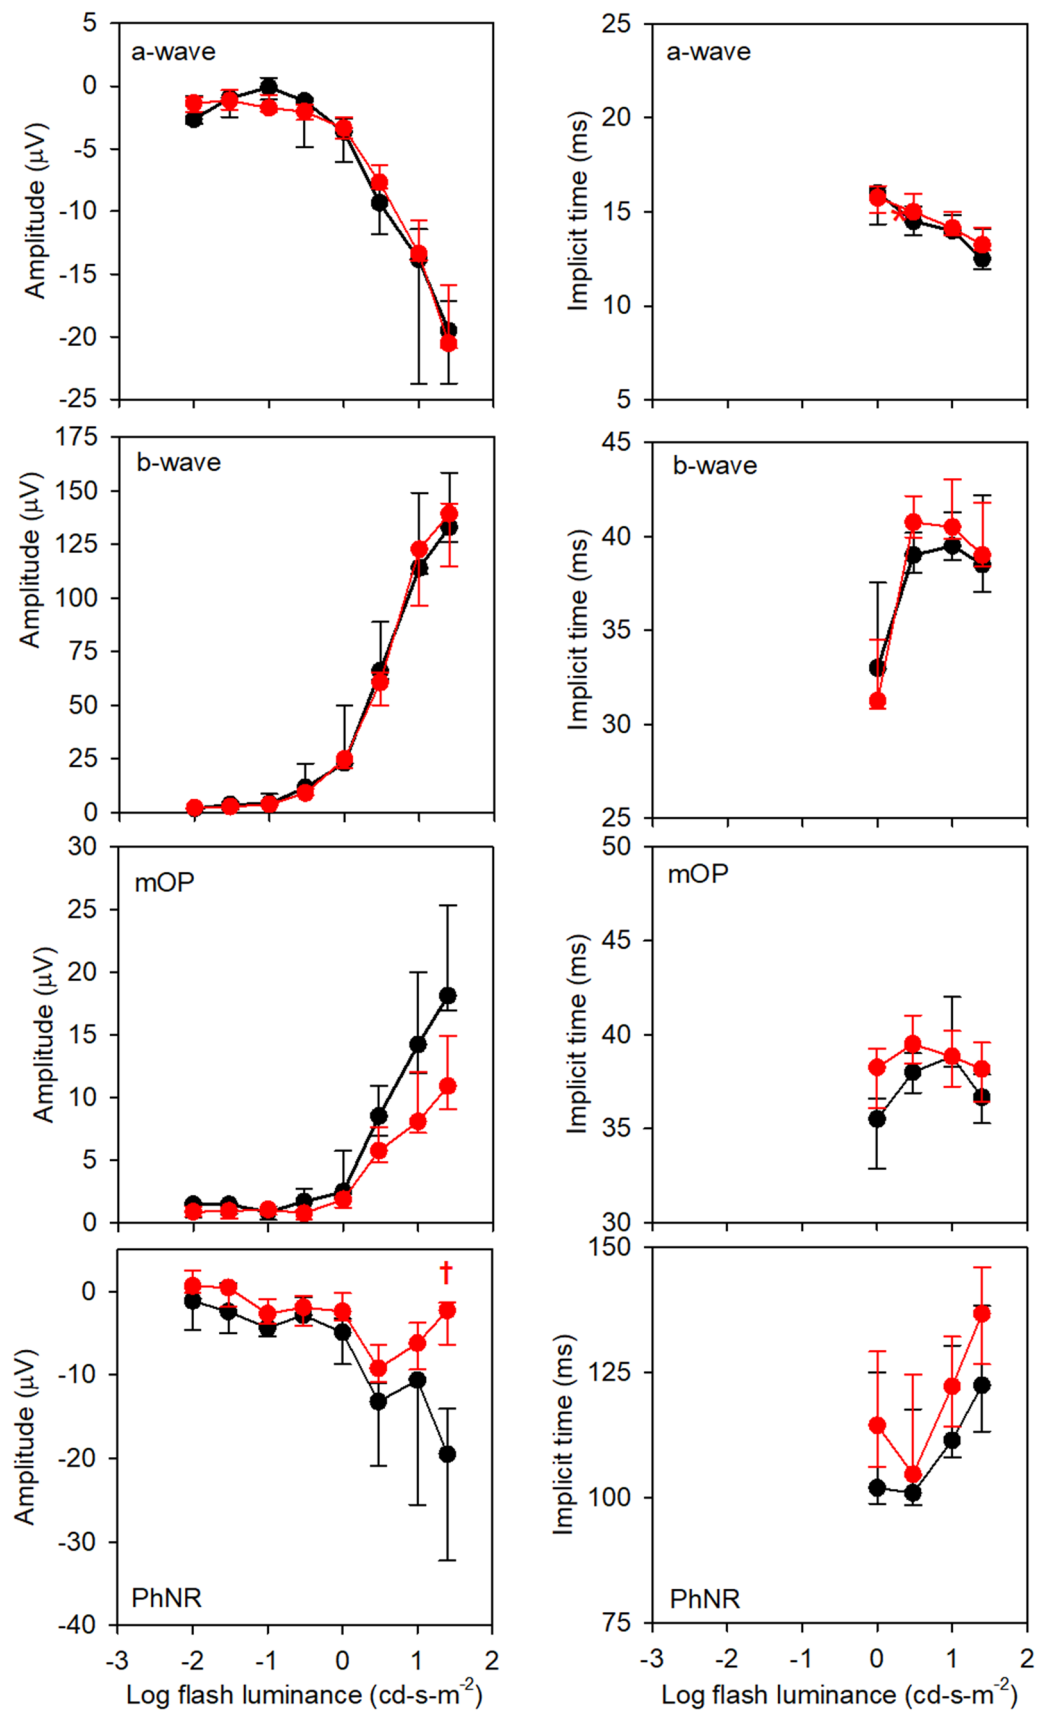 a-wave
Amplitude (µV)
5
0
-5
-10
-15
-20
-25
a-wave
Implicit time (ms)
25
20
15
10
5
*
b-wave
Amplitude (µV)
175
150
125
100
75
50
25
0
b-wave
Implicit time (ms)
45
40
35
30
25
mOP
Amplitude (µV)
30
25
20
15
10
5
0
mOP
Implicit time (ms)
50
45
40
35
30
†
PhNR
Amplitude (µV)
0
-10
-20
-30
-40
-3 -2 -1 0 1 2
Log flash luminance (cd-s-m⁻²)
PhNR
Implicit time (ms)
150
125
100
75
-3 -2 -1 0 1 2
Log flash luminance (cd-s-m⁻²)